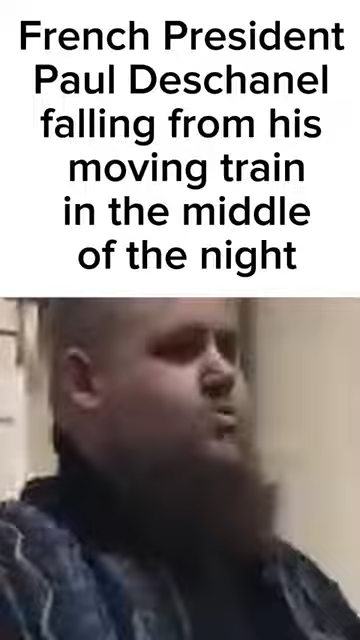 French President
Paul Deschanel
falling from his
moving train
in the middle
of the night